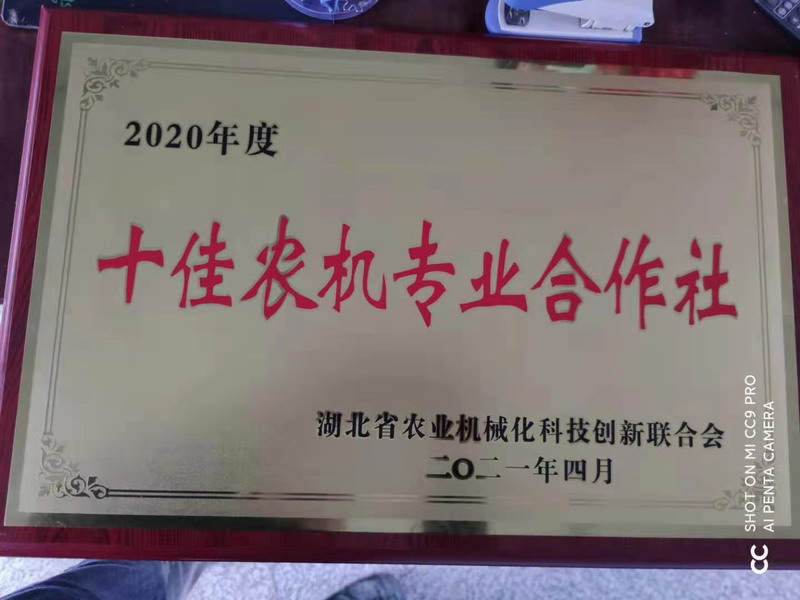 2020年度
十佳农机专业合作社
湖北省农业机械化科技创新联合会
二〇二一年四月
SHOT ON MI CC9 PRO
AI PENTA CAMERA